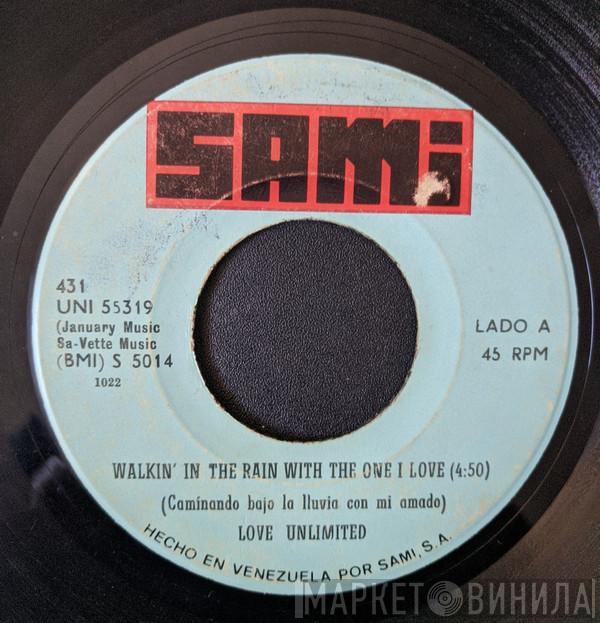 SAMi
431
UNI 55319
(January Music
Sa-Vette Music
(BMI) S 5014
1022
LADO A
45 RPM
WALKIN' IN THE RAIN WITH THE ONE I LOVE (4:50)
(Caminando bajo la lluvia con mi amado)
LOVE UNLIMITED
HECHO EN VENEZUELA POR SAMI, S.A.
МАРКЕТ ВИНИЛА